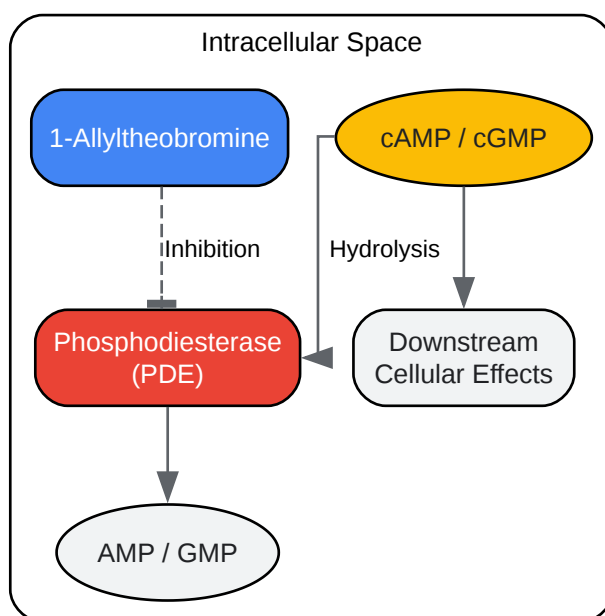 Intracellular Space
1-Allyltheobromine
cAMP / cGMP
Inhibition
Hydrolysis
Phosphodiesterase
(PDE)
Downstream
Cellular Effects
AMP / GMP